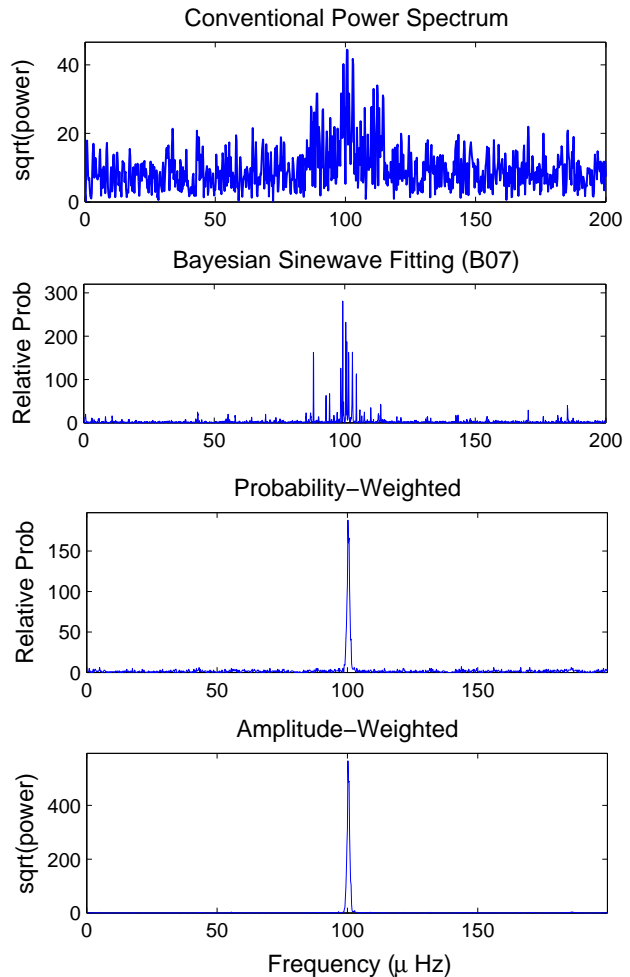 Conventional Power Spectrum
sqrt(power)
40
20
0
0 50 100 150 200
Bayesian Sinewave Fitting (B07)
Relative Prob
300
200
100
0
0 50 100 150 200
Probability−Weighted
Relative Prob
150
100
50
0
0 50 100 150
Amplitude−Weighted
sqrt(power)
400
200
0
0 50 100 150
Frequency (μ Hz)